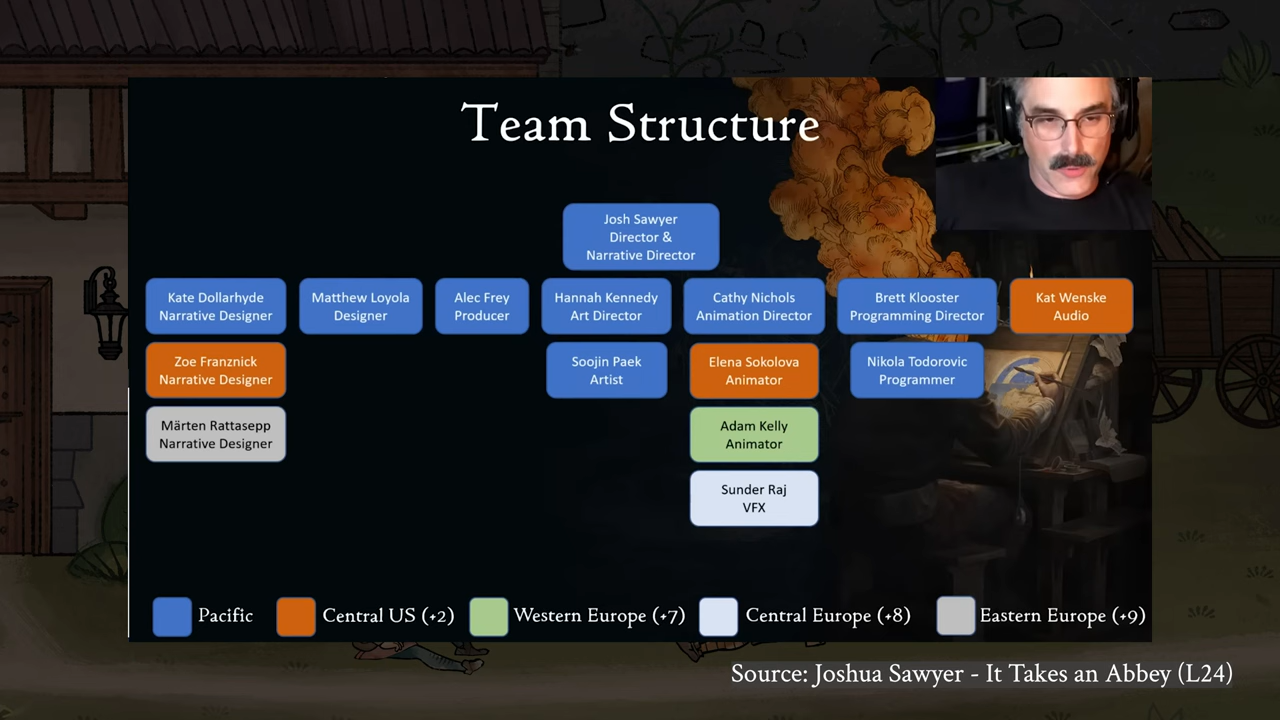 Team Structure
Josh Sawyer
Director &
Narrative Director
Kate Dollarhyde
Narrative Designer
Matthew Loyola
Designer
Alec Frey
Producer
Hannah Kennedy
Art Director
Cathy Nichols
Animation Director
Brett Klooster
Programming Director
Kat Wenske
Audio
Zoe Franznick
Narrative Designer
Soojin Paek
Artist
Elena Sokolova
Animator
Nikola Todorovic
Programmer
Märten Rattasepp
Narrative Designer
Adam Kelly
Animator
Sunder Raj
VFX
Pacific
Central US (+2)
Western Europe (+7)
Central Europe (+8)
Eastern Europe (+9)
Source: Joshua Sawyer - It Takes an Abbey (L24)